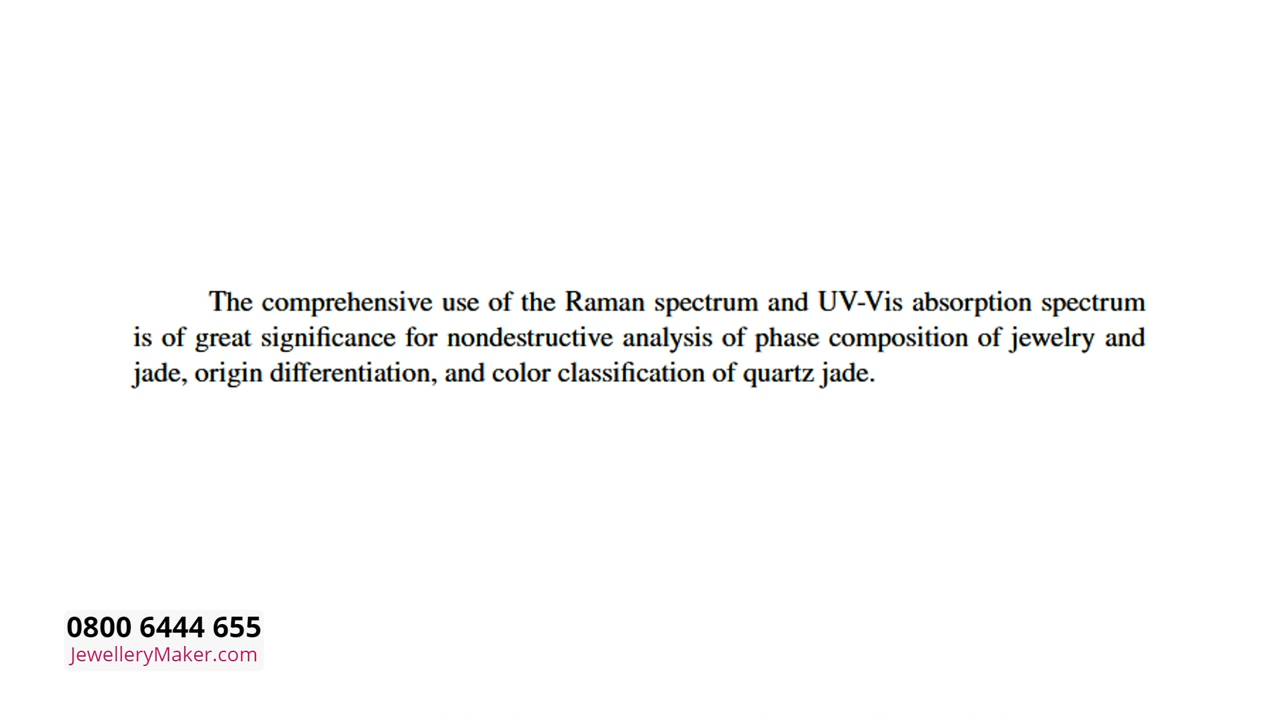 The comprehensive use of the Raman spectrum and UV-Vis absorption spectrum
is of great significance for nondestructive analysis of phase composition of jewelry and
jade, origin differentiation, and color classification of quartz jade.
0800 6444 655
JewelleryMaker.com